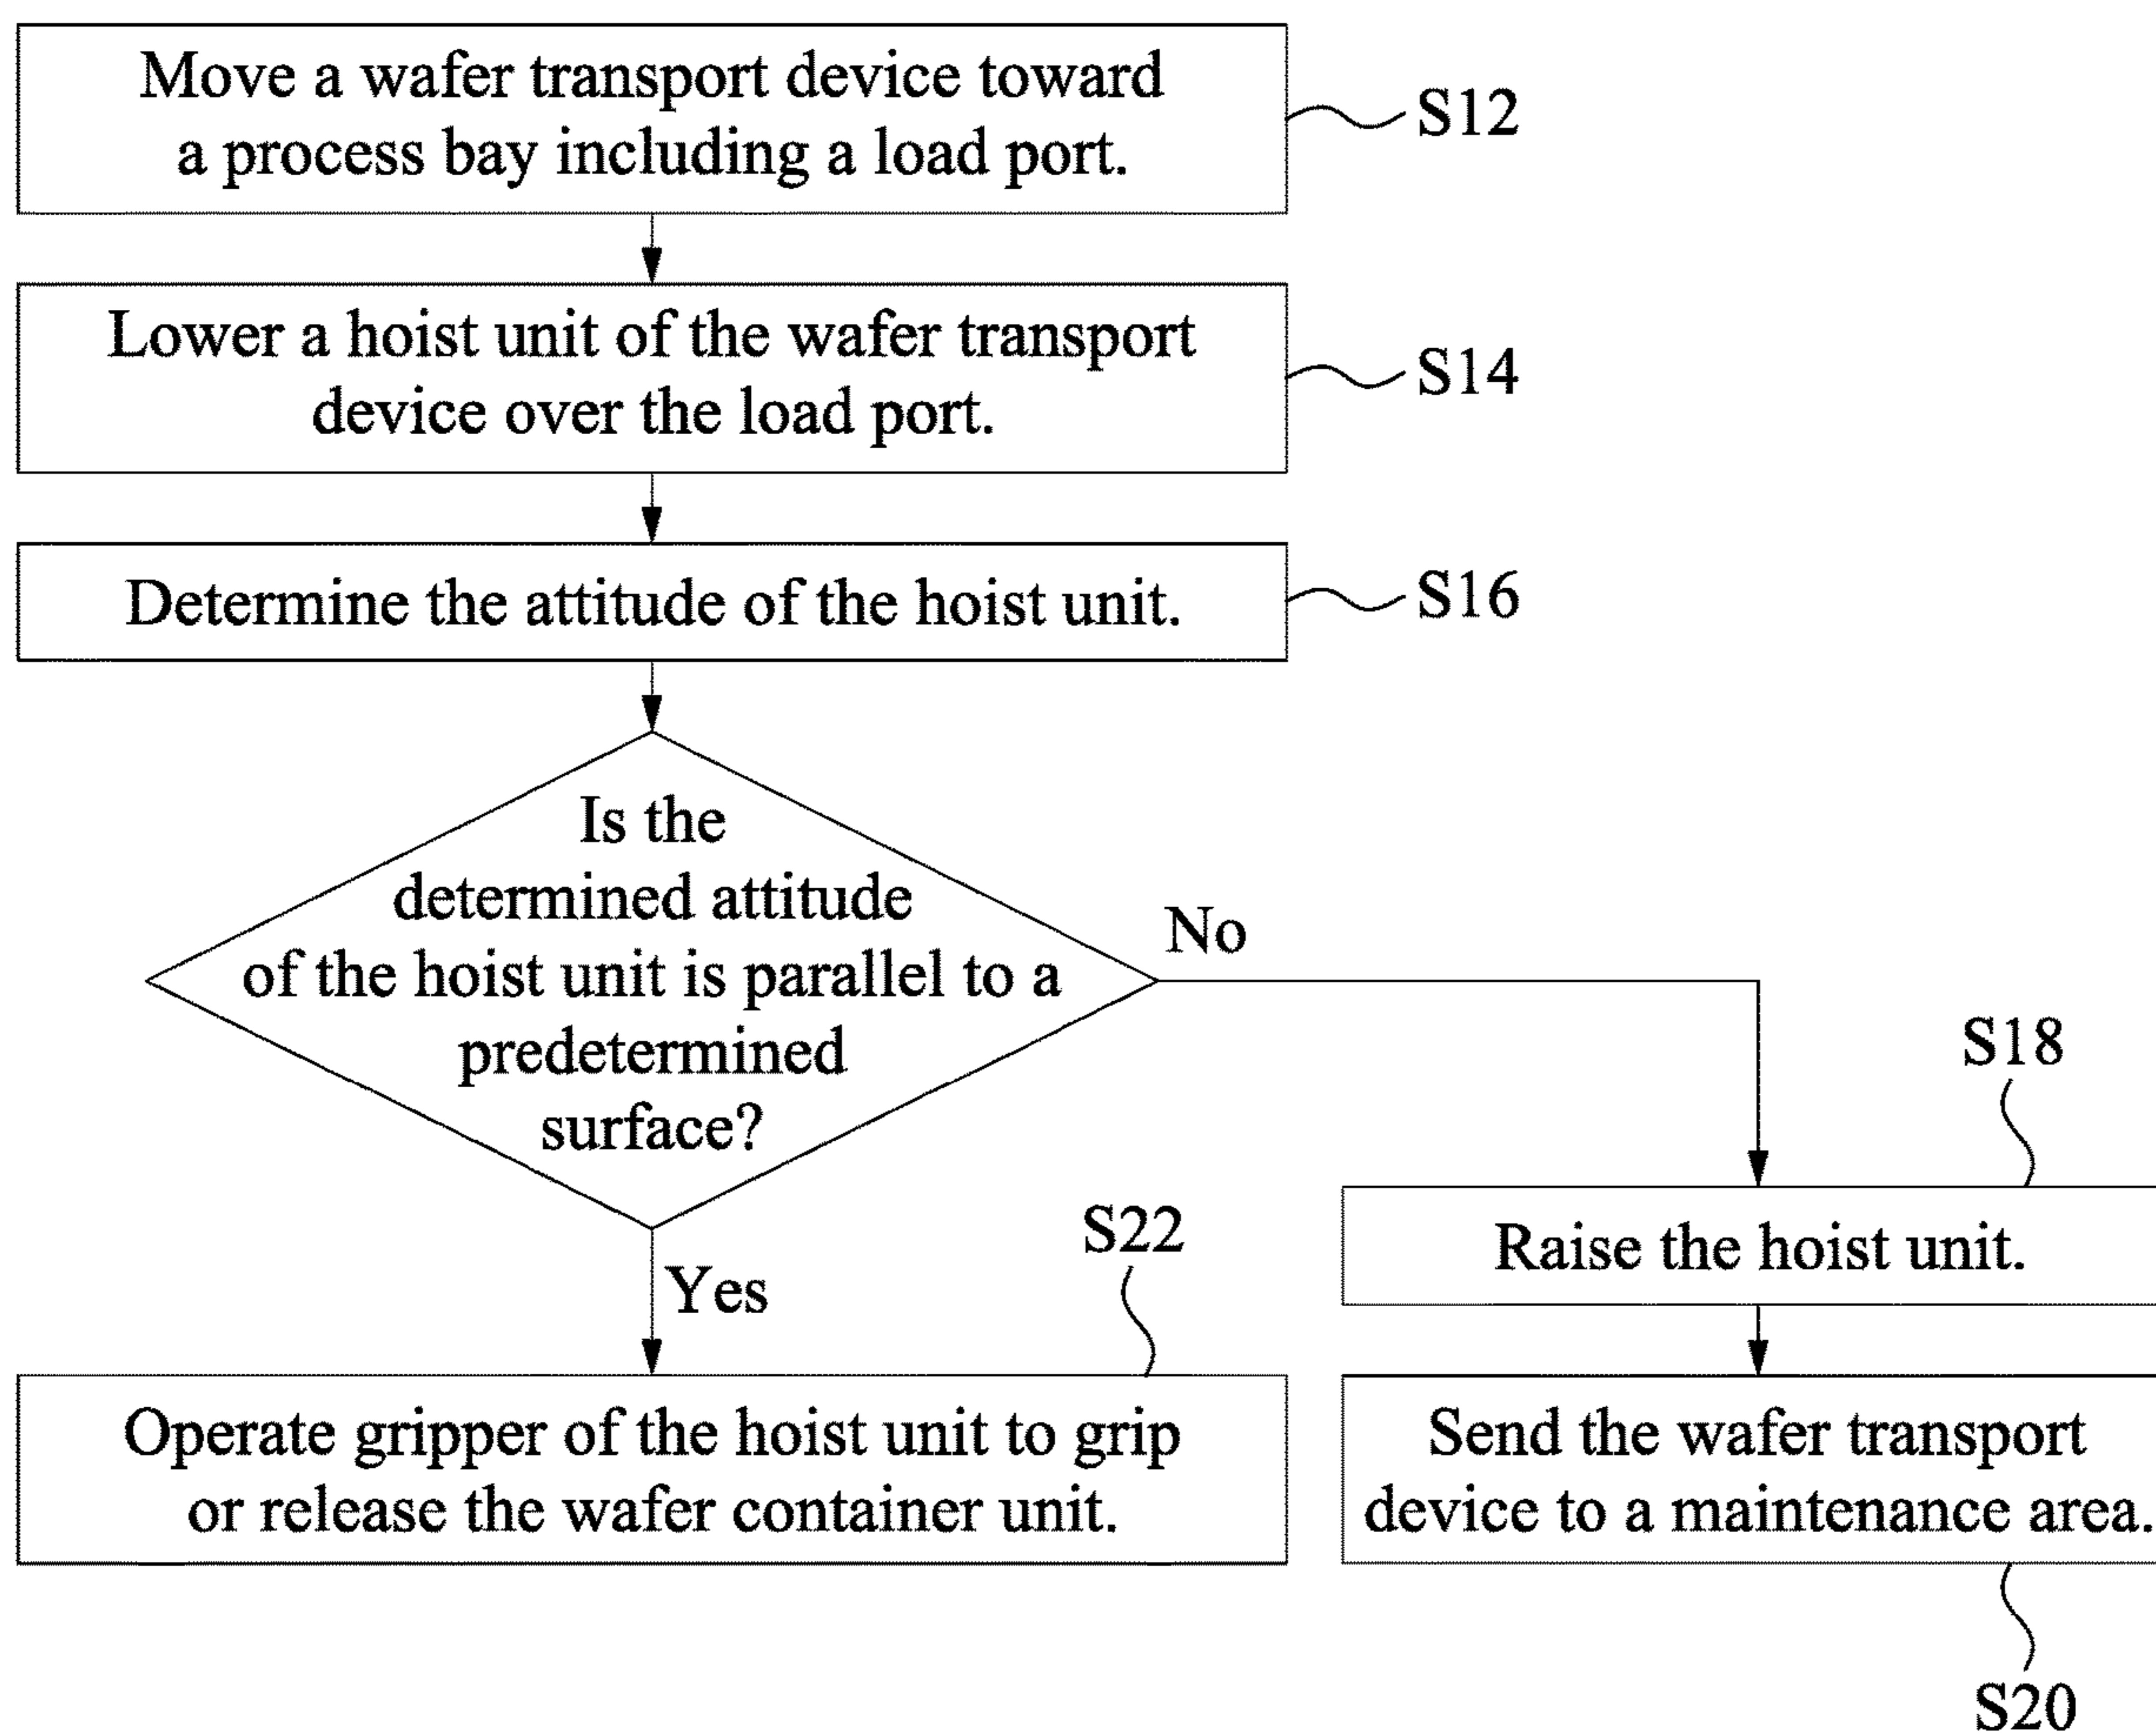 Move a wafer transport device toward
a process bay including a load port.
S12
Lower a hoist unit of the wafer transport
device over the load port.
S14
Determine the attitude of the hoist unit.
S16
Is the
determined attitude
of the hoist unit is parallel to a
predetermined
surface?
No
Yes
S18
Raise the hoist unit.
S22
Operate gripper of the hoist unit to grip
or release the wafer container unit.
Send the wafer transport
device to a maintenance area.
S20